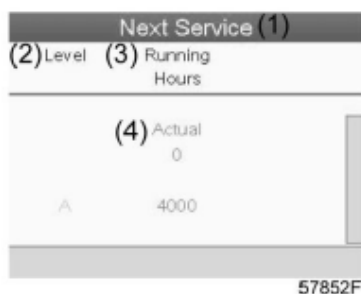 Next Service (1)
(2) Level (3) Running
Hours
(4) Actual
0
A 4000
57852F